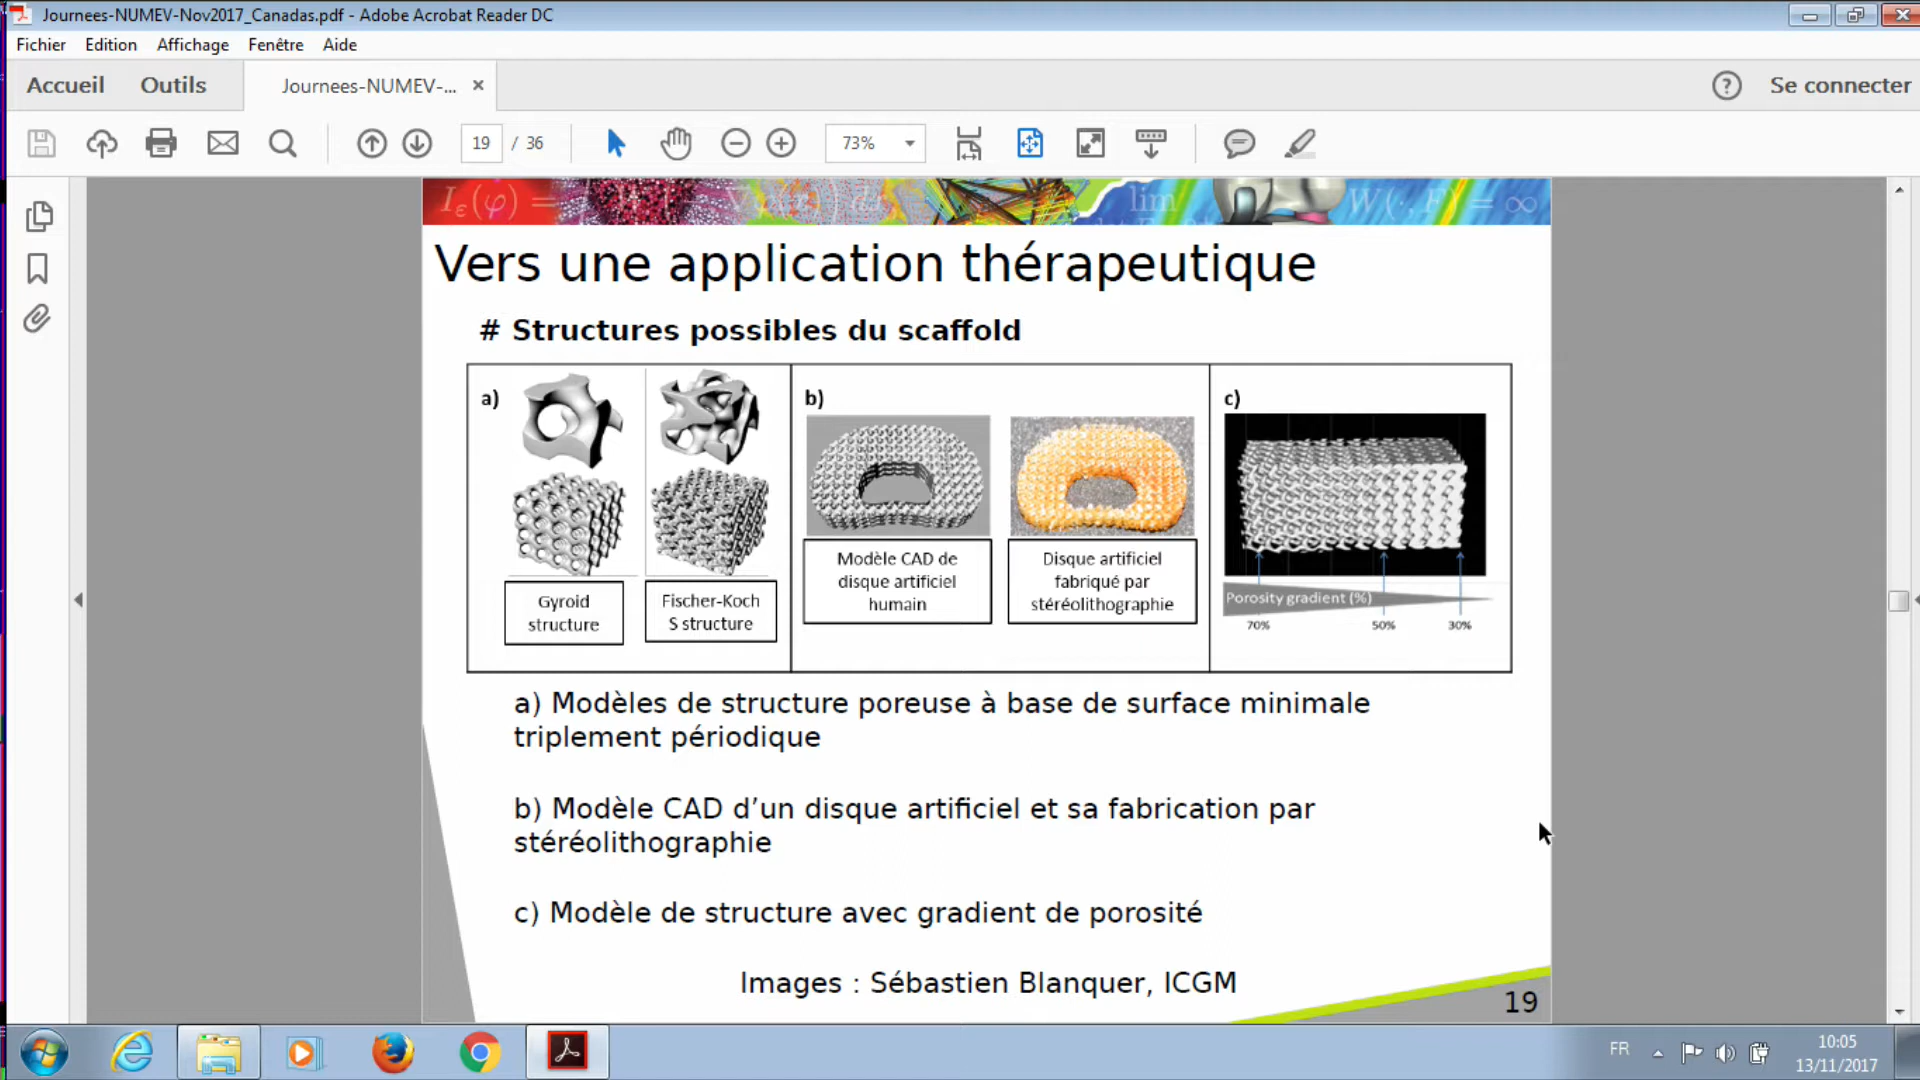 Journees-NUMEV-Nov2017_Canadas.pdf - Adobe Acrobat Reader DC
Fichier Edition Affichage Fenêtre Aide
Accueil Outils Journees-NUMEV-... × ? Se connecter
19 / 36 73%
Iε(φ) = lim W(·, F) = ∞
Vers une application thérapeutique
# Structures possibles du scaffold
a)
Gyroid
structure
Fischer-Koch
S structure
b)
Modèle CAD de
disque artificiel
humain
Disque artificiel
fabriqué par
stéréolithographie
c)
Porosity gradient (%)
70% 50% 30%
a) Modèles de structure poreuse à base de surface minimale
triplement périodique
b) Modèle CAD d’un disque artificiel et sa fabrication par
stéréolithographie
c) Modèle de structure avec gradient de porosité
Images : Sébastien Blanquer, ICGM
19
FR
10:05
13/11/2017